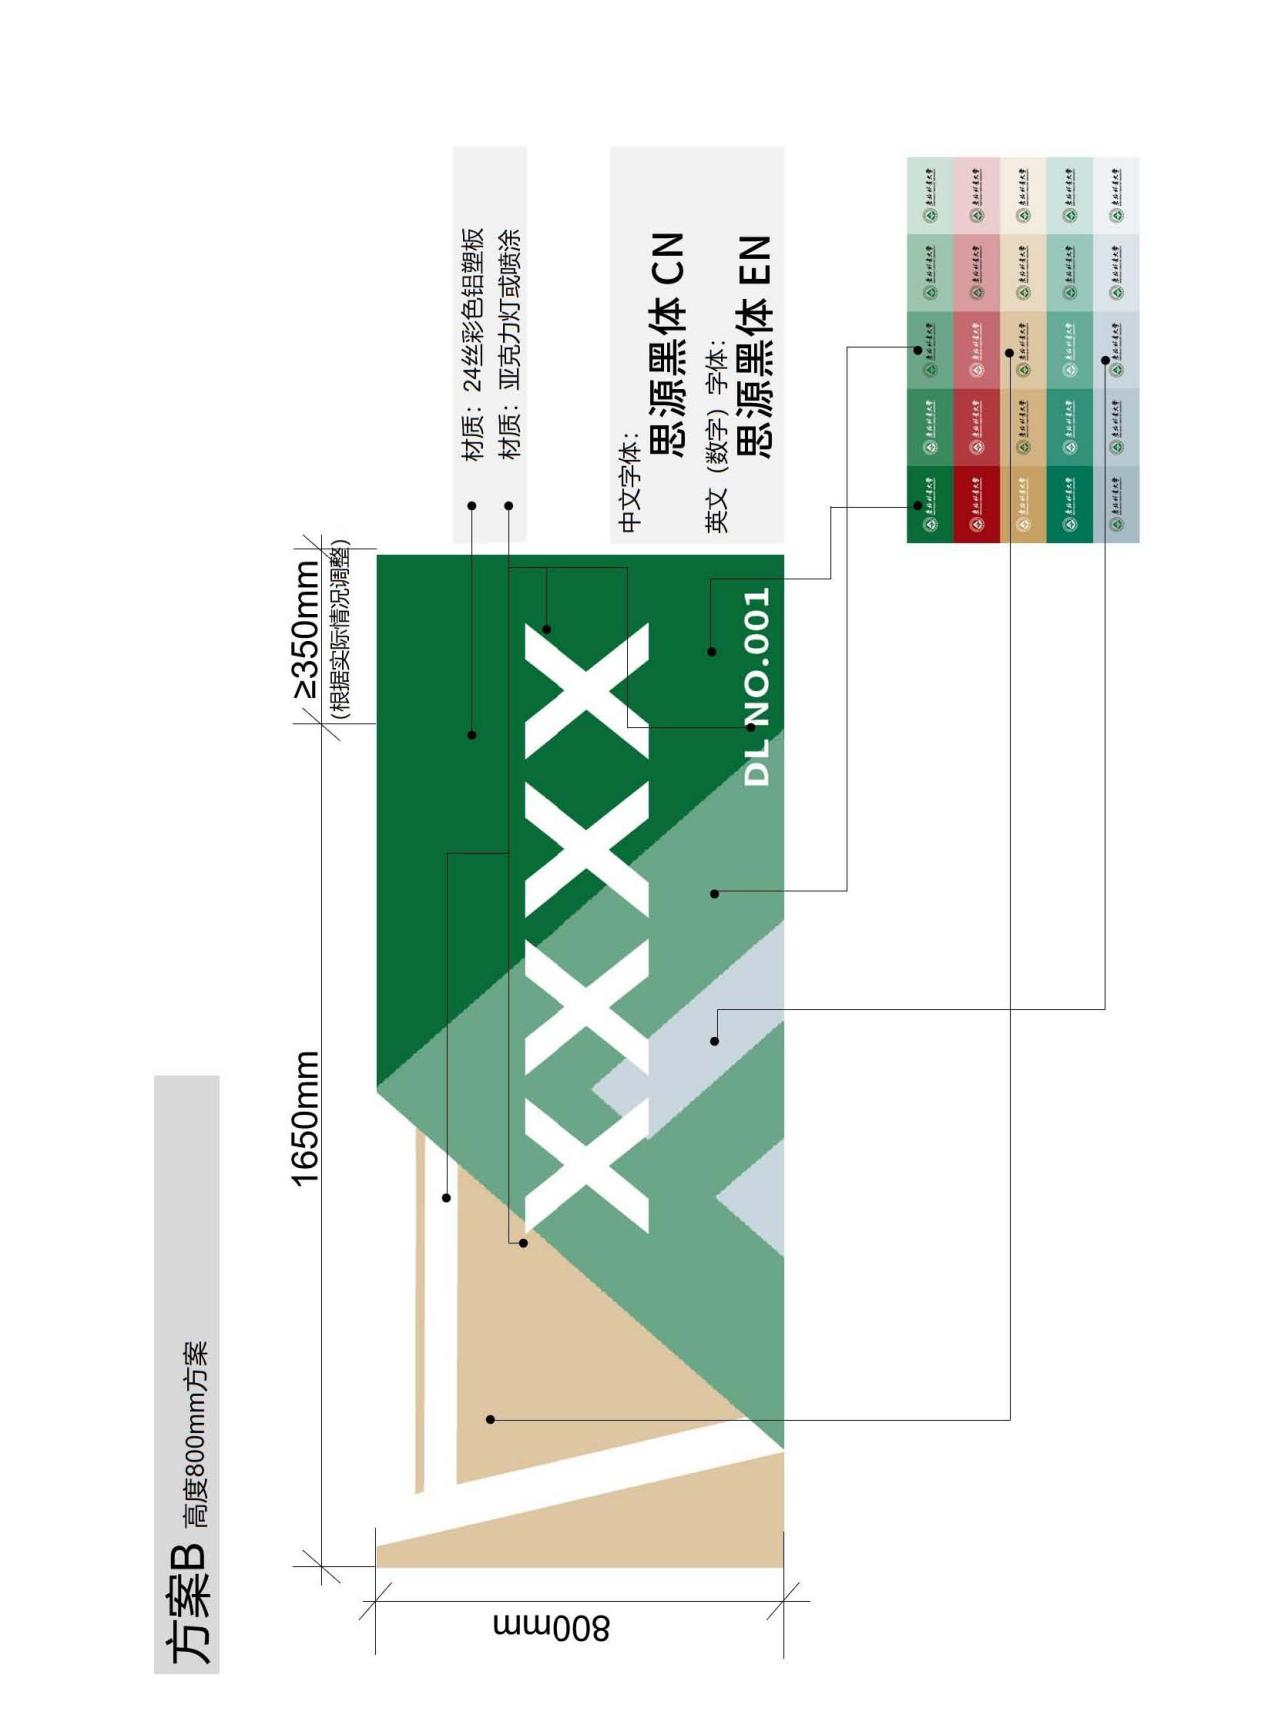 方案B 高度800mm方案
1650mm
≥350mm
(根据实际情况调整)
800mm
XXXX
DL NO.001
材质：24丝彩色铝塑板
材质：亚克力灯或喷涂
中文字体：
思源黑体 CN
英文（数字）字体：
思源黑体 EN